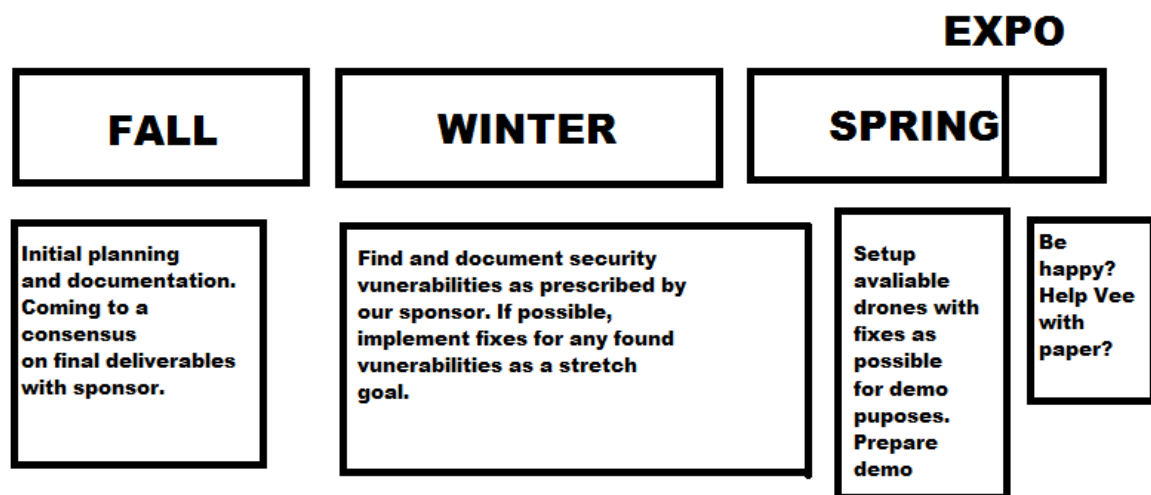 EXPO
FALL
WINTER
SPRING
Initial planning
and documentation.
Coming to a
consensus
on final deliverables
with sponsor.
Find and document security
vunerabilities as prescribed by
our sponsor. If possible,
implement fixes for any found
vunerabilities as a stretch
goal.
Setup
avaliable
drones with
fixes as
possible
for demo
puposes.
Prepare
demo
Be
happy?
Help Vee
with
paper?